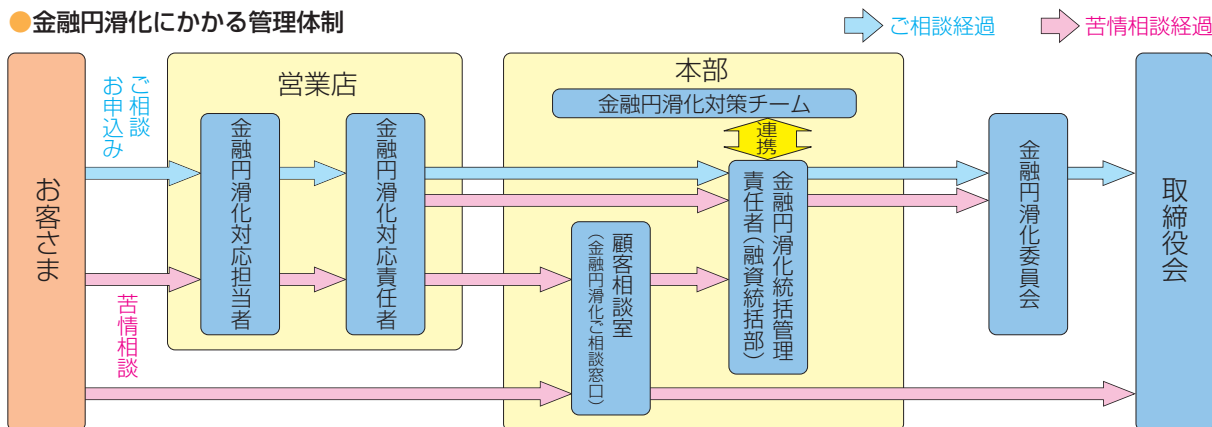 ●金融円滑化にかかる管理体制
ご相談経過
苦情相談経過
お客さま
ご相談
お申込み
苦情相談
営業店
金融円滑化対応担当者
金融円滑化対応責任者
本部
金融円滑化対策チーム
連携
金融円滑化統括管理
責任者(融資統括部)
顧客相談室
(金融円滑化ご相談窓口)
金融円滑化委員会
取締役会